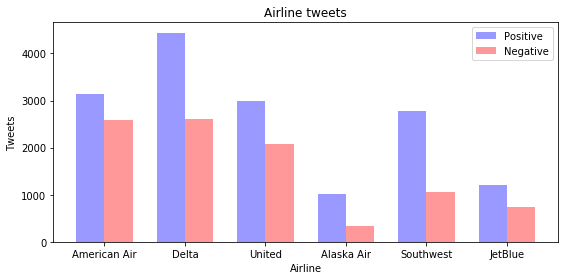 Airline tweets
Positive
Negative
Tweets
4000
3000
2000
1000
0
American Air Delta United Alaska Air Southwest JetBlue
Airline